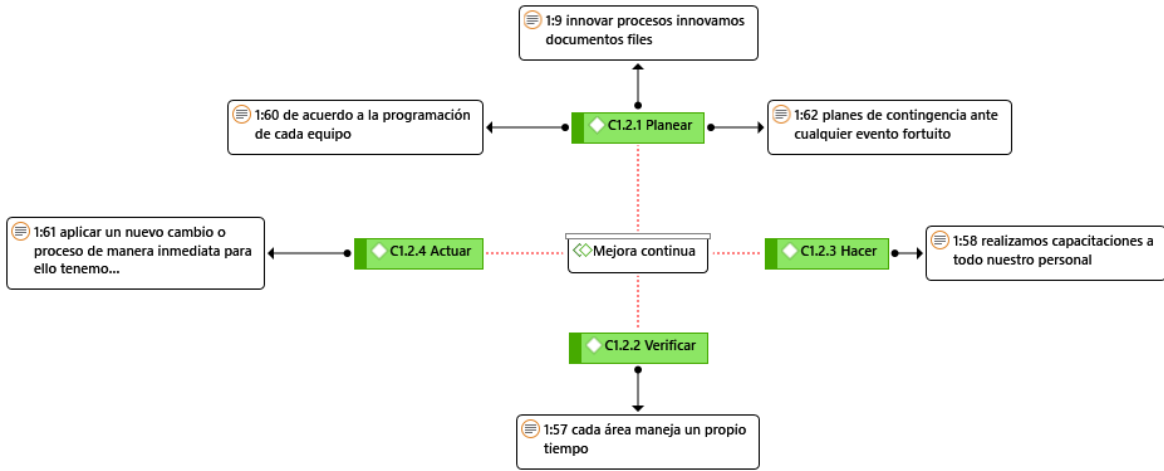 1:9 innovar procesos innovamos
documentos files
1:60 de acuerdo a la programación
de cada equipo
C1.2.1 Planear
1:62 planes de contingencia ante
cualquier evento fortuito
1:61 aplicar un nuevo cambio o
proceso de manera inmediata para
ello tenemo...
C1.2.4 Actuar
Mejora continua
C1.2.3 Hacer
1:58 realizamos capacitaciones a
todo nuestro personal
C1.2.2 Verificar
1:57 cada área maneja un propio
tiempo